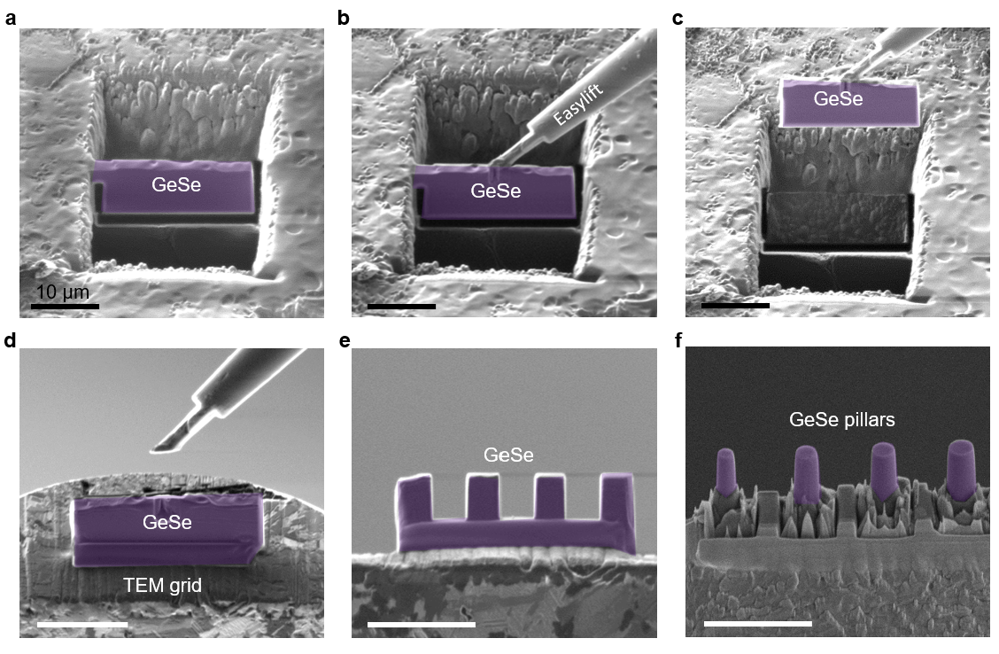 a
b
c
GeSe
GeSe
Easylift
GeSe
10 µm
d
e
f
GeSe
TEM grid
GeSe
GeSe pillars